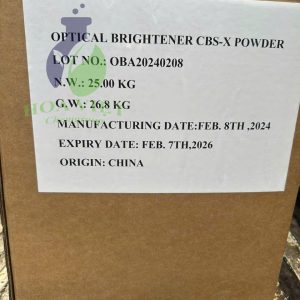 OPTICAL BRIGHTENER CBS-X POWDER
LOT NO.: OBA20240208
N.W.: 25.00 KG
G.W.: 26.8 KG
MANUFACTURING DATE:FEB. 8TH ,2024
EXPIRY DATE: FEB. 7TH,2026
ORIGIN: CHINA